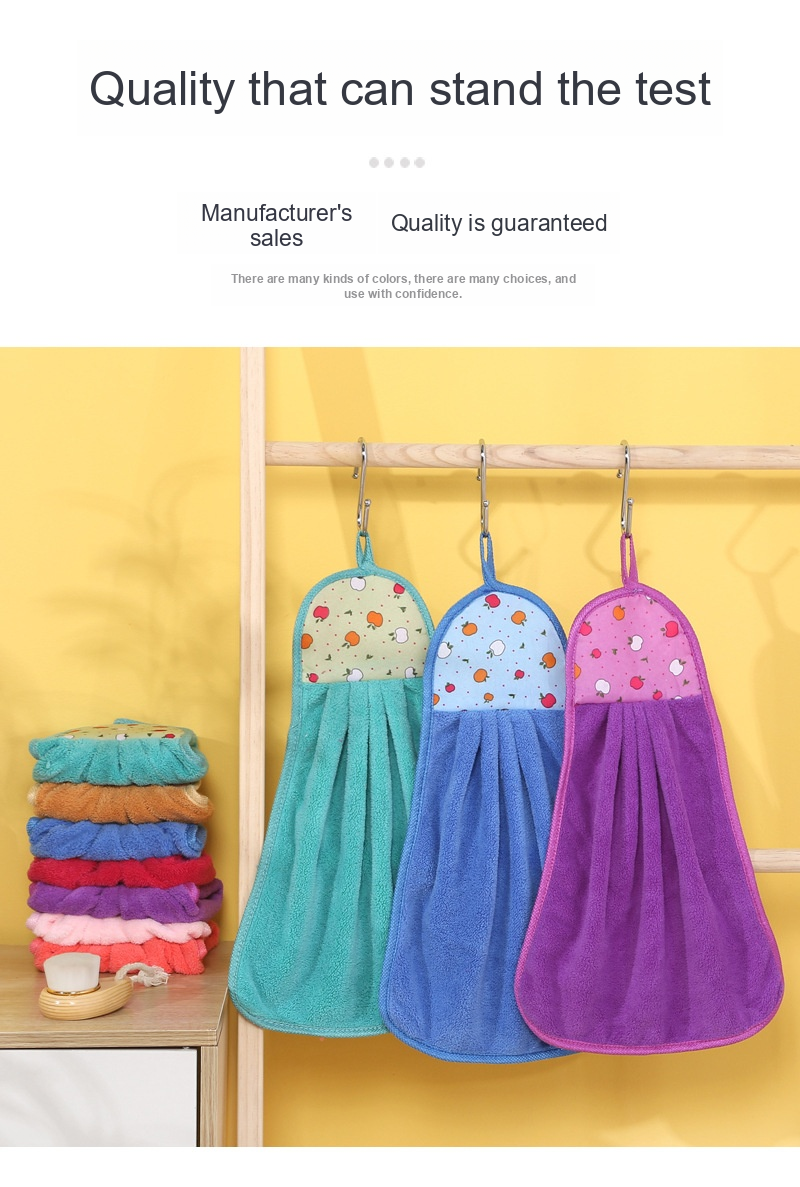 Quality that can stand the test
Manufacturer's
sales
Quality is guaranteed
There are many kinds of colors, there are many choices, and
use with confidence.